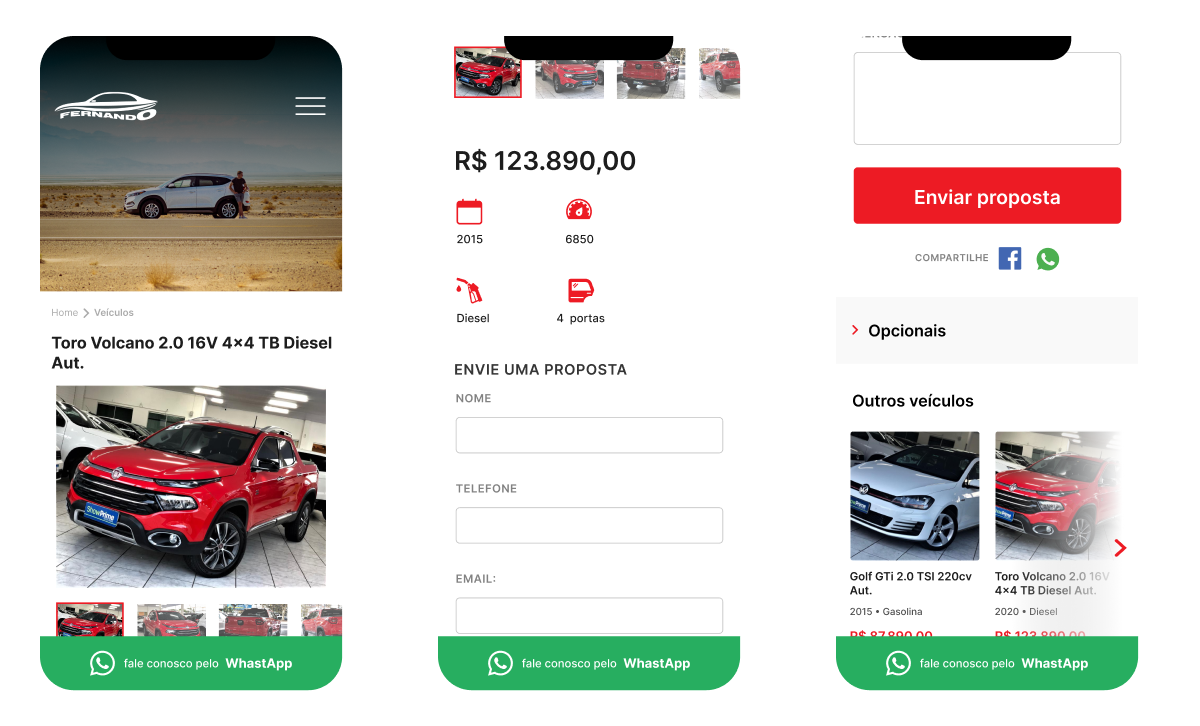 FERNANDO
Home > Veículos
Toro Volcano 2.0 16V 4×4 TB Diesel
Aut.
ShowPrime
fale conosco pelo WhastApp
R$ 123.890,00
2015
6850
Diesel
4 portas
ENVIE UMA PROPOSTA
NOME
TELEFONE
EMAIL:
fale conosco pelo WhastApp
Enviar proposta
COMPARTILHE
Opcionais
Outros veículos
Golf GTi 2.0 TSI 220cv
Aut.
2015 • Gasolina
R$ 87.890,00
Toro Volcano 2.0 16V
4×4 TB Diesel Aut.
2020 • Diesel
R$ 123.890,00
fale conosco pelo WhastApp